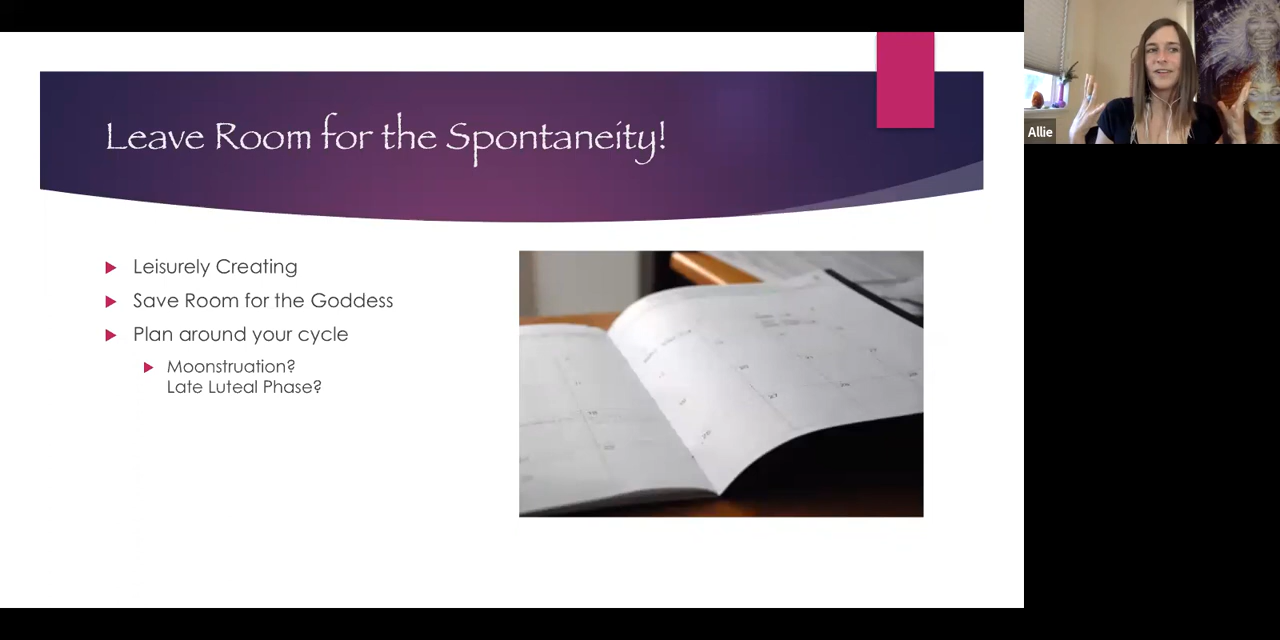 Leave Room for the Spontaneity!
Leisurely Creating
Save Room for the Goddess
Plan around your cycle
Moonstruation?
Late Luteal Phase?
Allie